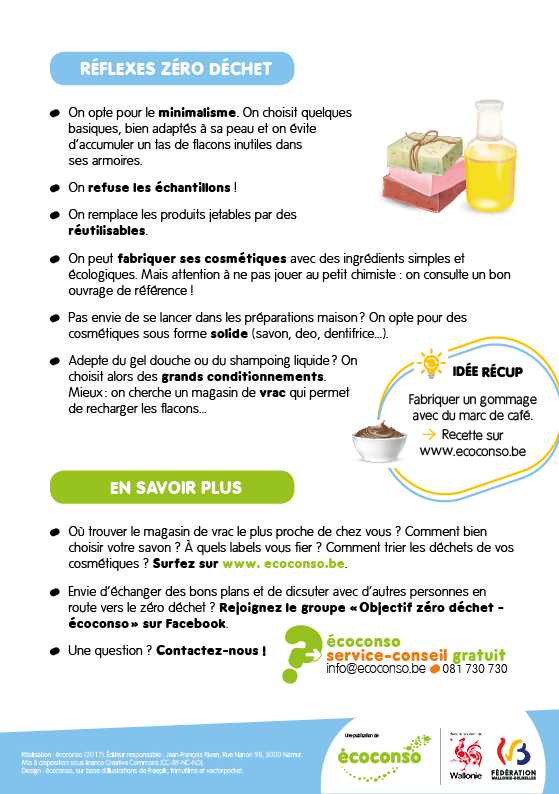 RÉFLEXES ZÉRO DÉCHET
On opte pour le minimalisme. On choisit quelques
basiques, bien adaptés à sa peau et on évite
d'accumuler un tas de flacons inutiles dans
ses armoires.
On refuse les échantillons !
On remplace les produits jetables par des
réutilisables.
On peut fabriquer ses cosmétiques avec des ingrédients simples et
écologiques. Mais attention à ne pas jouer au petit chimiste : on consulte un bon
ouvrage de référence !
Pas envie de se lancer dans les préparations maison? On opte pour des
cosmétiques sous forme solide (savon, deo, dentifrice...).
Adepte du gel douche ou du shampoing liquide? On
choisit alors des grands conditionnements.
Mieux: on cherche un magasin de vrac qui permet
de recharger les flacons...
IDÉE RÉCUP
Fabriquer un gommage
avec du marc de café.
→ Recette sur
www.ecoconso.be
EN SAVOIR PLUS
Où trouver le magasin de vrac le plus proche de chez vous ? Comment bien
choisir votre savon ? À quels labels vous fier ? Comment trier les déchets de vos
cosmétiques ? Surfez sur www. ecoconso.be.
Envie d'échanger des bons plans et de dicsuter avec d'autres personnes en
route vers le zéro déchet ? Rejoignez le groupe «Objectif zéro déchet -
écoconso» sur Facebook.
Une question ? Contactez-nous !
écoconso
service-conseil gratuit
info@ecoconso.be 081 730 730
Réalisation : écoconso (2017). Éditeur responsable : Jean-François Rixen, Rue Nanon 98, 5000 Namur.
Mis à disposition sous licence Creative Commons (CC-BY-NC-ND).
Design : écoconso, sur base d'illustrations de Freepik, trimufilms et vectorpocket.
Une publication de
écoconso
Avec le soutien de
la
Wallonie
FÉDÉRATION
WALLONIE-BRUXELLES